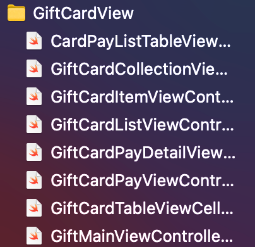 GiftCardView
CardPayListTableView...
GiftCardCollectionVie...
GiftCardItemViewCont...
GiftCardListViewContr...
GiftCardPayDetailView...
GiftCardPayViewContr...
GiftCardTableViewCell...
GiftMainViewControlle...